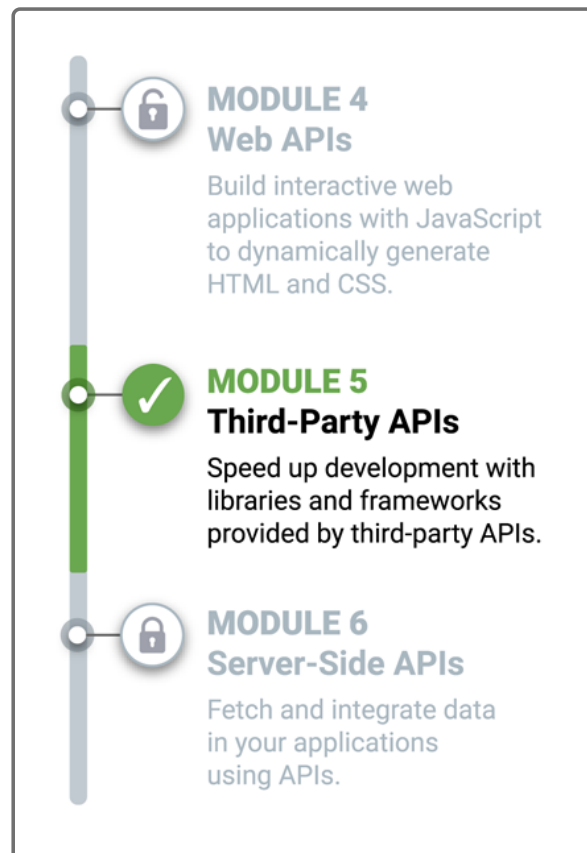 MODULE 4
Web APIs
Build interactive web
applications with JavaScript
to dynamically generate
HTML and CSS.
MODULE 5
Third-Party APIs
Speed up development with
libraries and frameworks
provided by third-party APIs.
MODULE 6
Server-Side APIs
Fetch and integrate data
in your applications
using APIs.